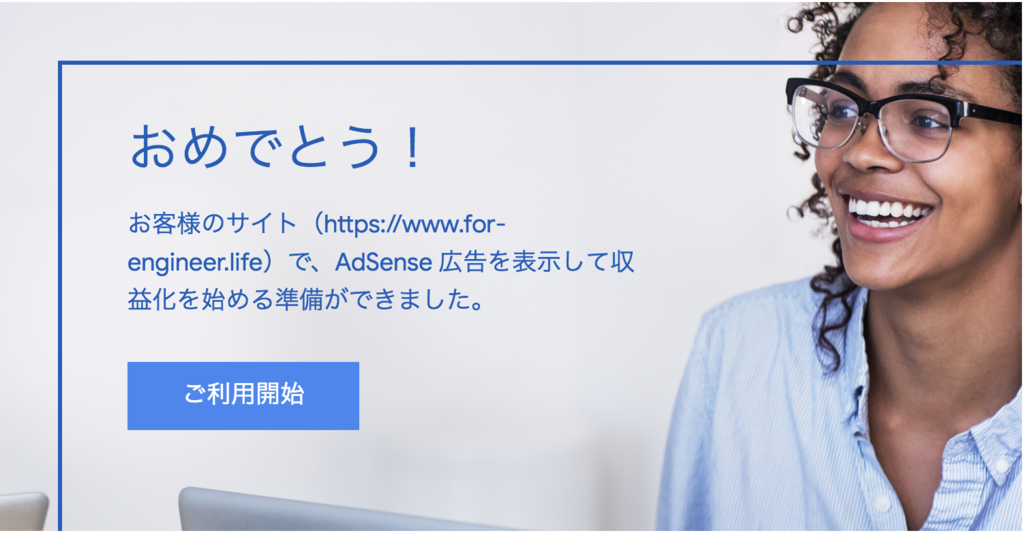 おめでとう！
お客様のサイト（https://www.for-
engineer.life）で、AdSense 広告を表示して収
益化を始める準備ができました。
ご利用開始